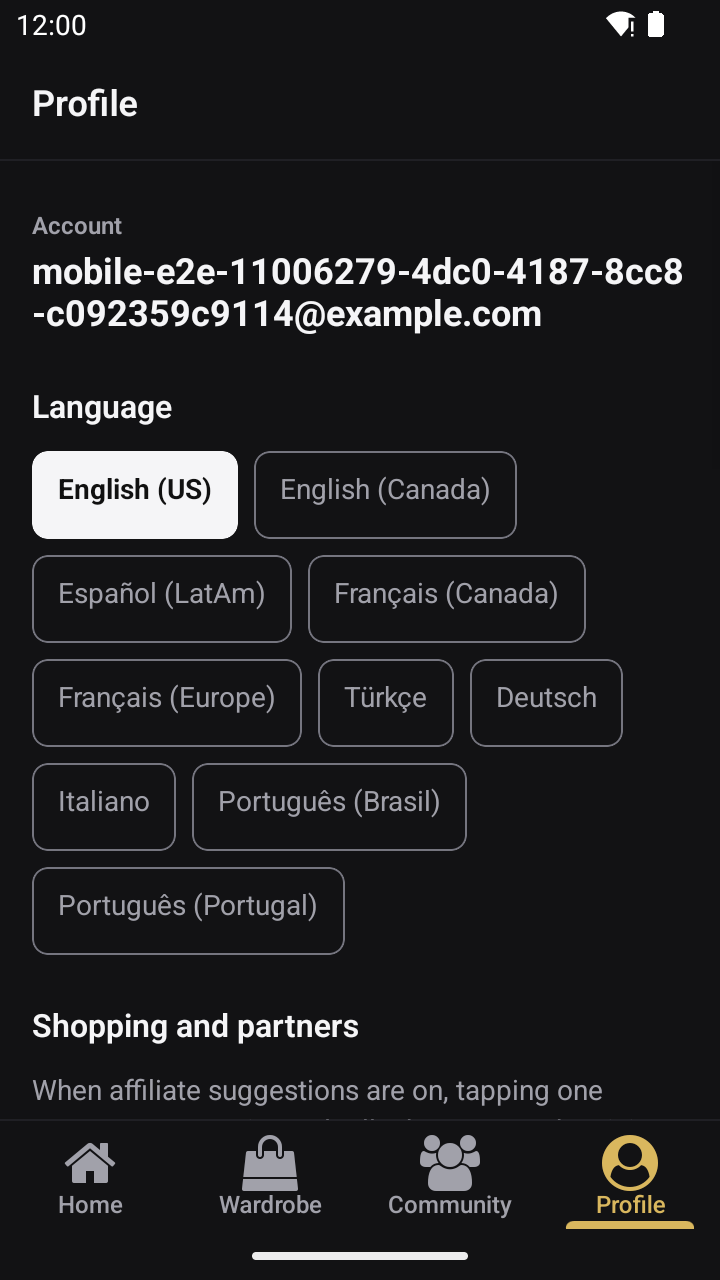 12:00
Profile
Account
mobile-e2e-11006279-4dc0-4187-8cc8
-c092359c9114@example.com
Language
English (US)
English (Canada)
Español (LatAm)
Français (Canada)
Français (Europe)
Türkçe
Deutsch
Italiano
Português (Brasil)
Português (Portugal)
Shopping and partners
When affiliate suggestions are on, tapping one
Home
Wardrobe
Community
Profile